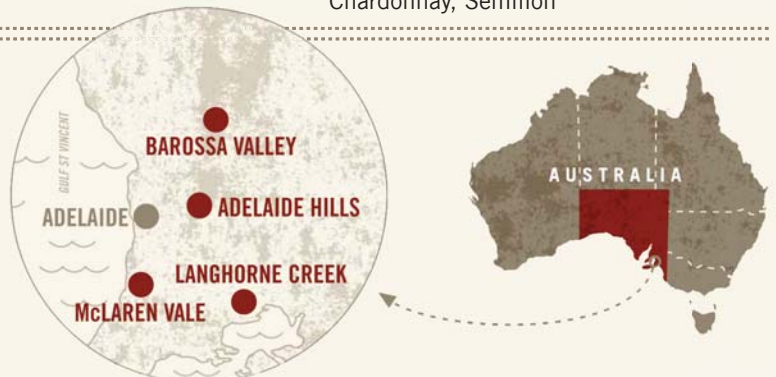 Chardonnay, Semillon
GULF ST VINCENT
BAROSSA VALLEY
ADELAIDE
ADELAIDE HILLS
LANGHORNE CREEK
McLAREN VALE
AUSTRALIA